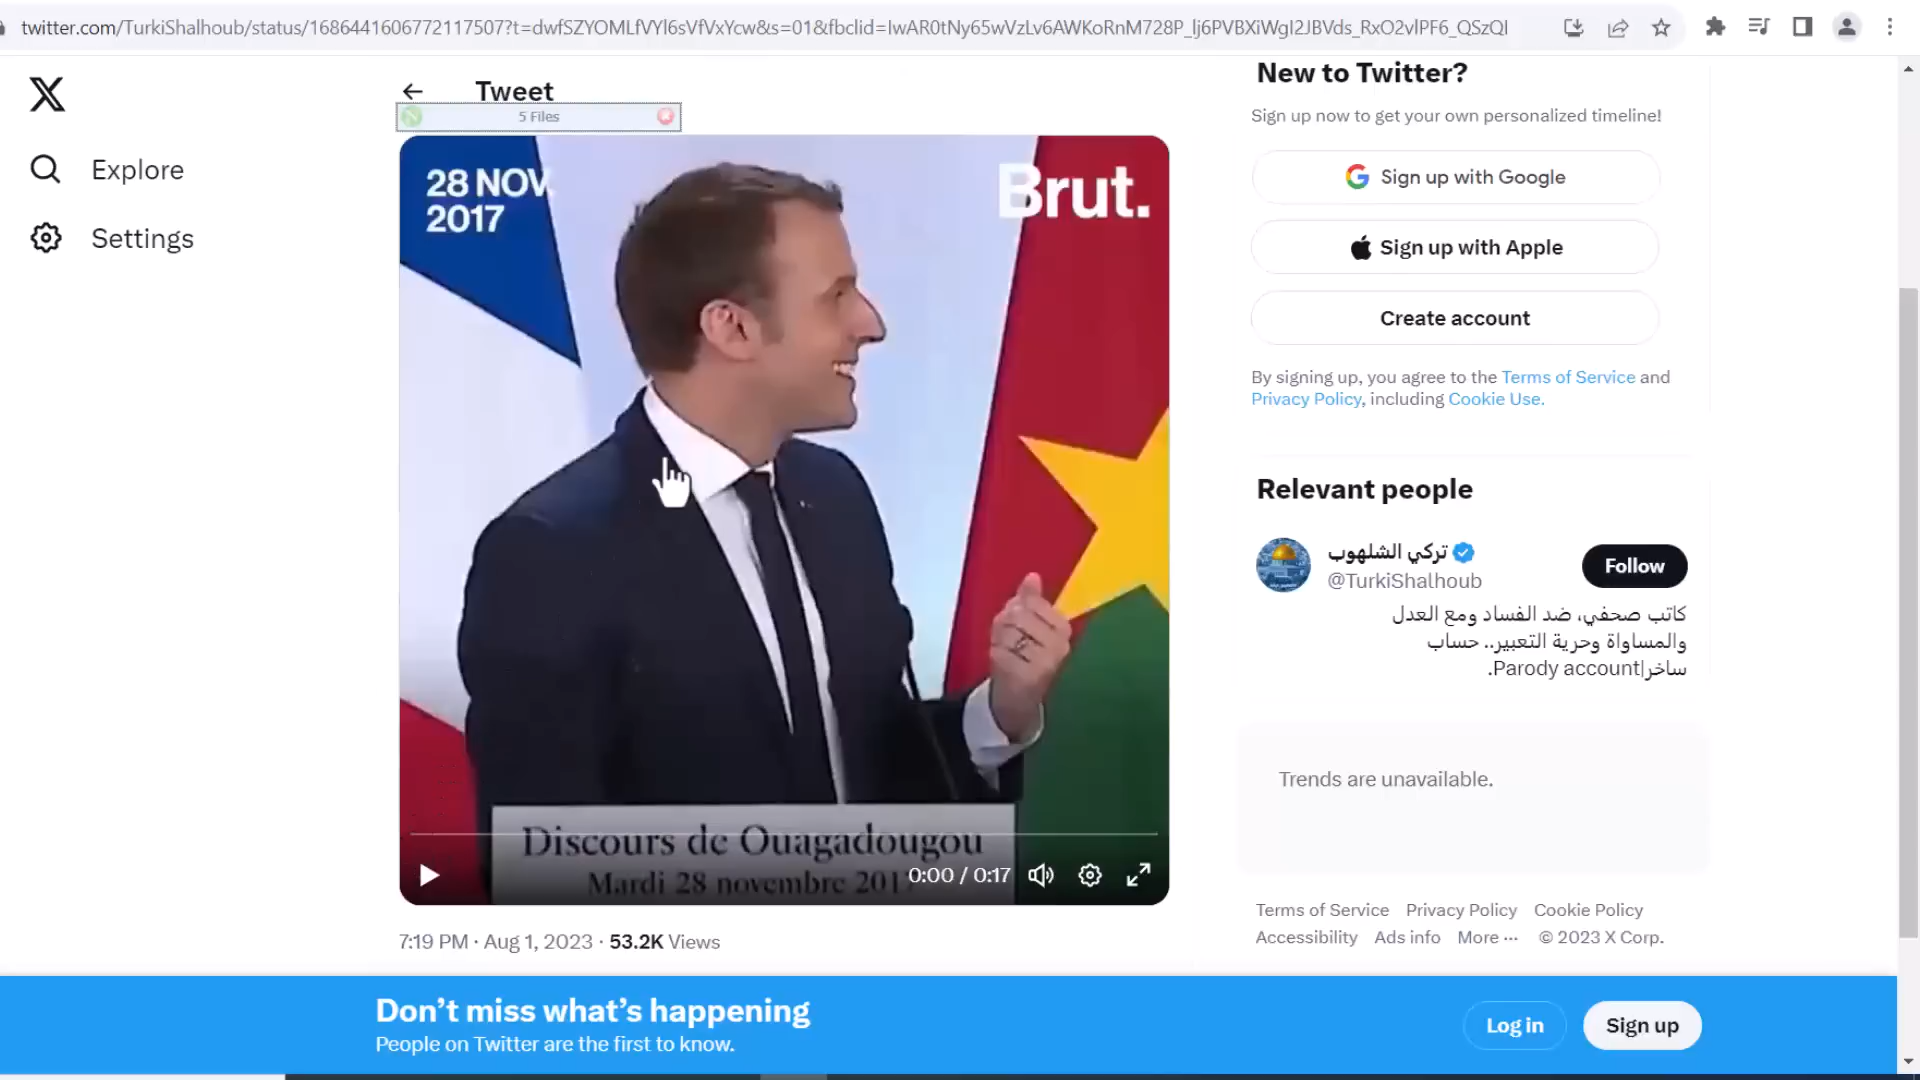 twitter.com/TurkiShalhoub/status/1686441606772117507?t=dwfSZYOMLfVYl6sVfVxYcw&s=01&fbclid=IwAR0tNy65wVzLv6AWKoRnM728P_lj6PVBXiWgI2JBVds_RxO2vlPF6_QSzQI
Explore
Settings
Tweet
5 Files
28 NOV.
2017
Brut.
Discours de Ouagadougou
Mardi 28 novembre 2017
0:00 / 0:17
7:19 PM · Aug 1, 2023 · 53.2K Views
New to Twitter?
Sign up now to get your own personalized timeline!
Sign up with Google
Sign up with Apple
Create account
By signing up, you agree to the Terms of Service and
Privacy Policy, including Cookie Use.
Relevant people
تركي الشلهوب
@TurkiShalhoub
Follow
كاتب صحفي، ضد الفساد ومع العدل
والمساواة وحرية التعبير.. حساب
ساخر|Parody account.
Trends are unavailable.
Terms of Service Privacy Policy Cookie Policy
Accessibility Ads info More ··· © 2023 X Corp.
Don’t miss what’s happening
People on Twitter are the first to know.
Log in
Sign up